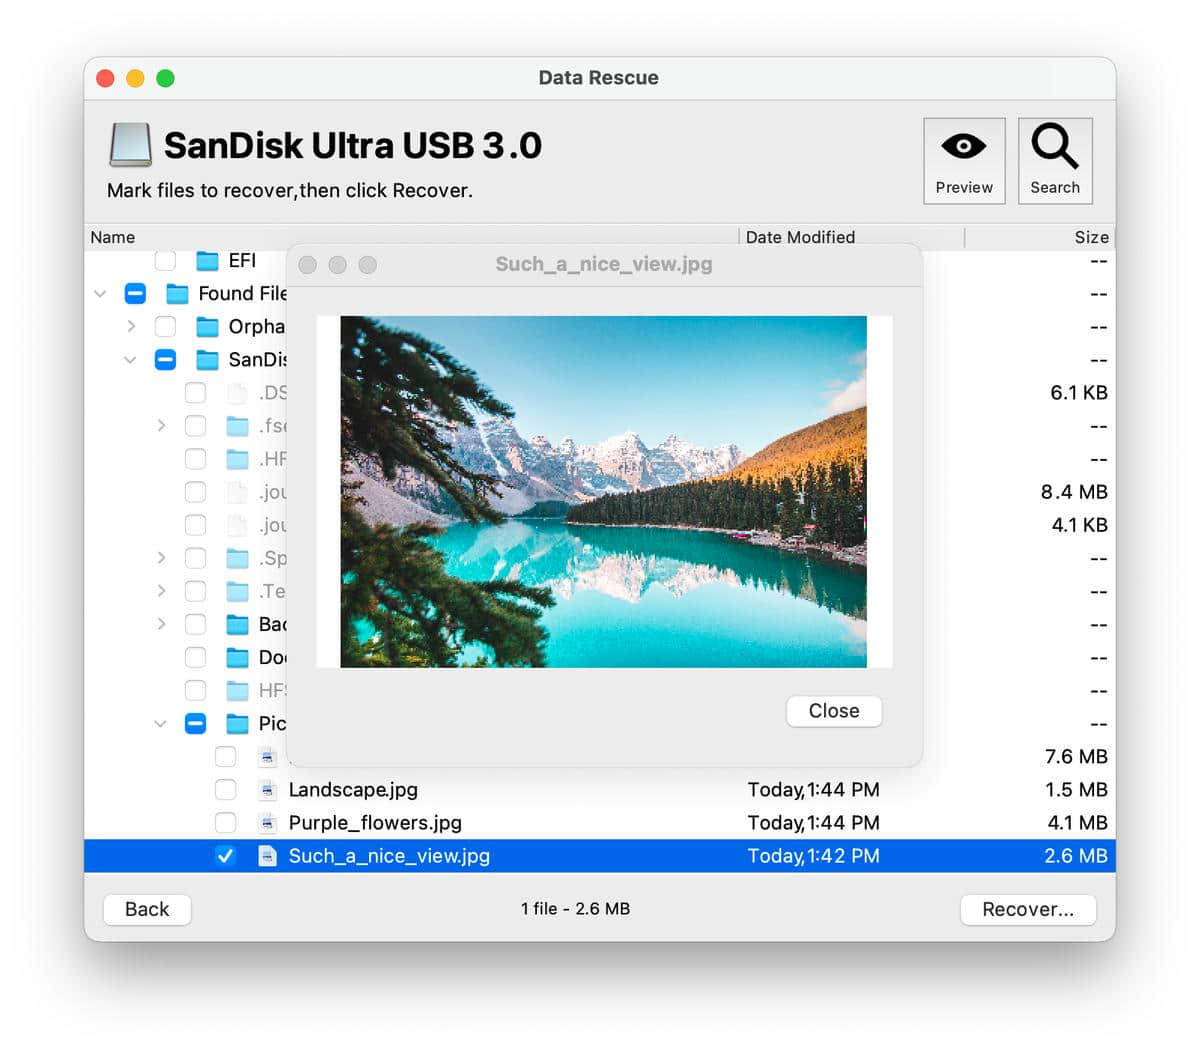 Data Rescue
SanDisk Ultra USB 3.0
Mark files to recover,then click Recover.
Preview
Search
Name Date Modified Size
EFI --
Such_a_nice_view.jpg
Found File --
Orpha --
SanDis --
.DS 6.1 KB
.fse --
.HF --
.jou 8.4 MB
.jou 4.1 KB
.Sp --
.Te --
Bac --
Doc --
HFS --
Close
Pic --
7.6 MB
Landscape.jpg Today,1:44 PM 1.5 MB
Purple_flowers.jpg Today,1:44 PM 4.1 MB
Such_a_nice_view.jpg Today,1:42 PM 2.6 MB
Back 1 file - 2.6 MB Recover...